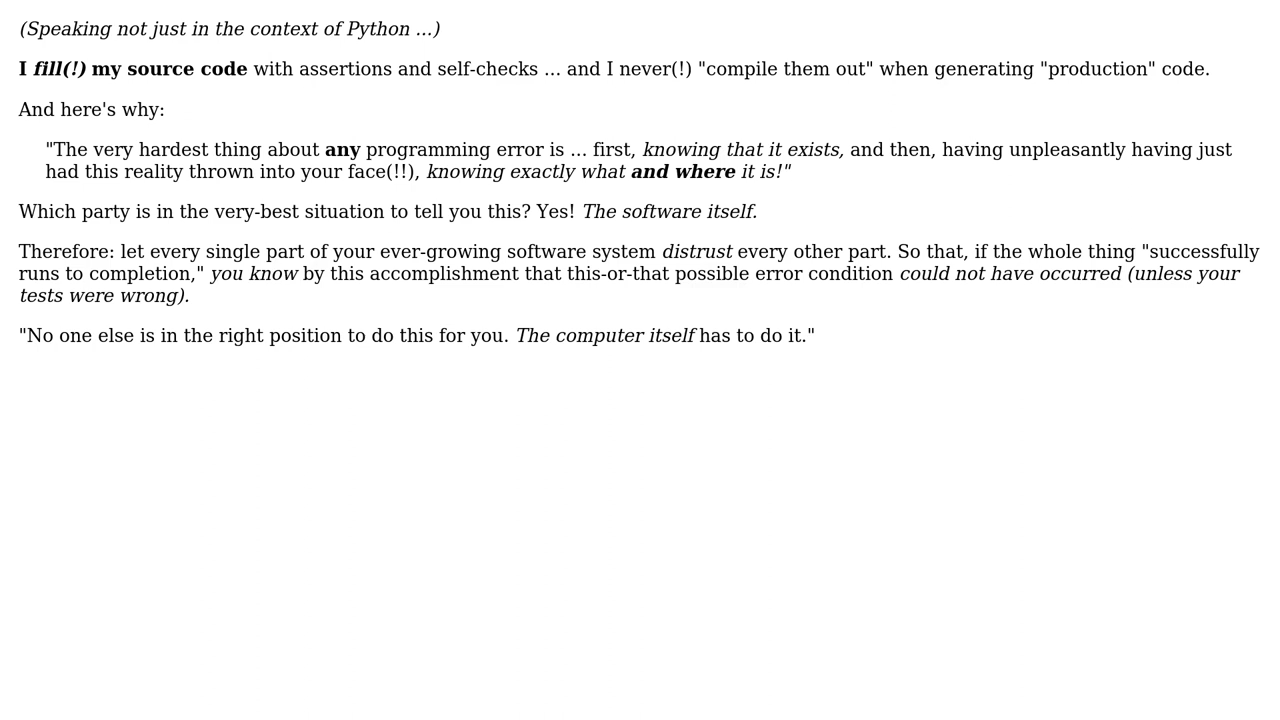 (Speaking not just in the context of Python ...)
I fill(!) my source code with assertions and self-checks ... and I never(!) "compile them out" when generating "production" code.
And here's why:
"The very hardest thing about any programming error is ... first, knowing that it exists, and then, having unpleasantly having just
had this reality thrown into your face(!!), knowing exactly what and where it is!"
Which party is in the very-best situation to tell you this? Yes! The software itself.
Therefore: let every single part of your ever-growing software system distrust every other part. So that, if the whole thing "successfully
runs to completion," you know by this accomplishment that this-or-that possible error condition could not have occurred (unless your
tests were wrong).
"No one else is in the right position to do this for you. The computer itself has to do it."